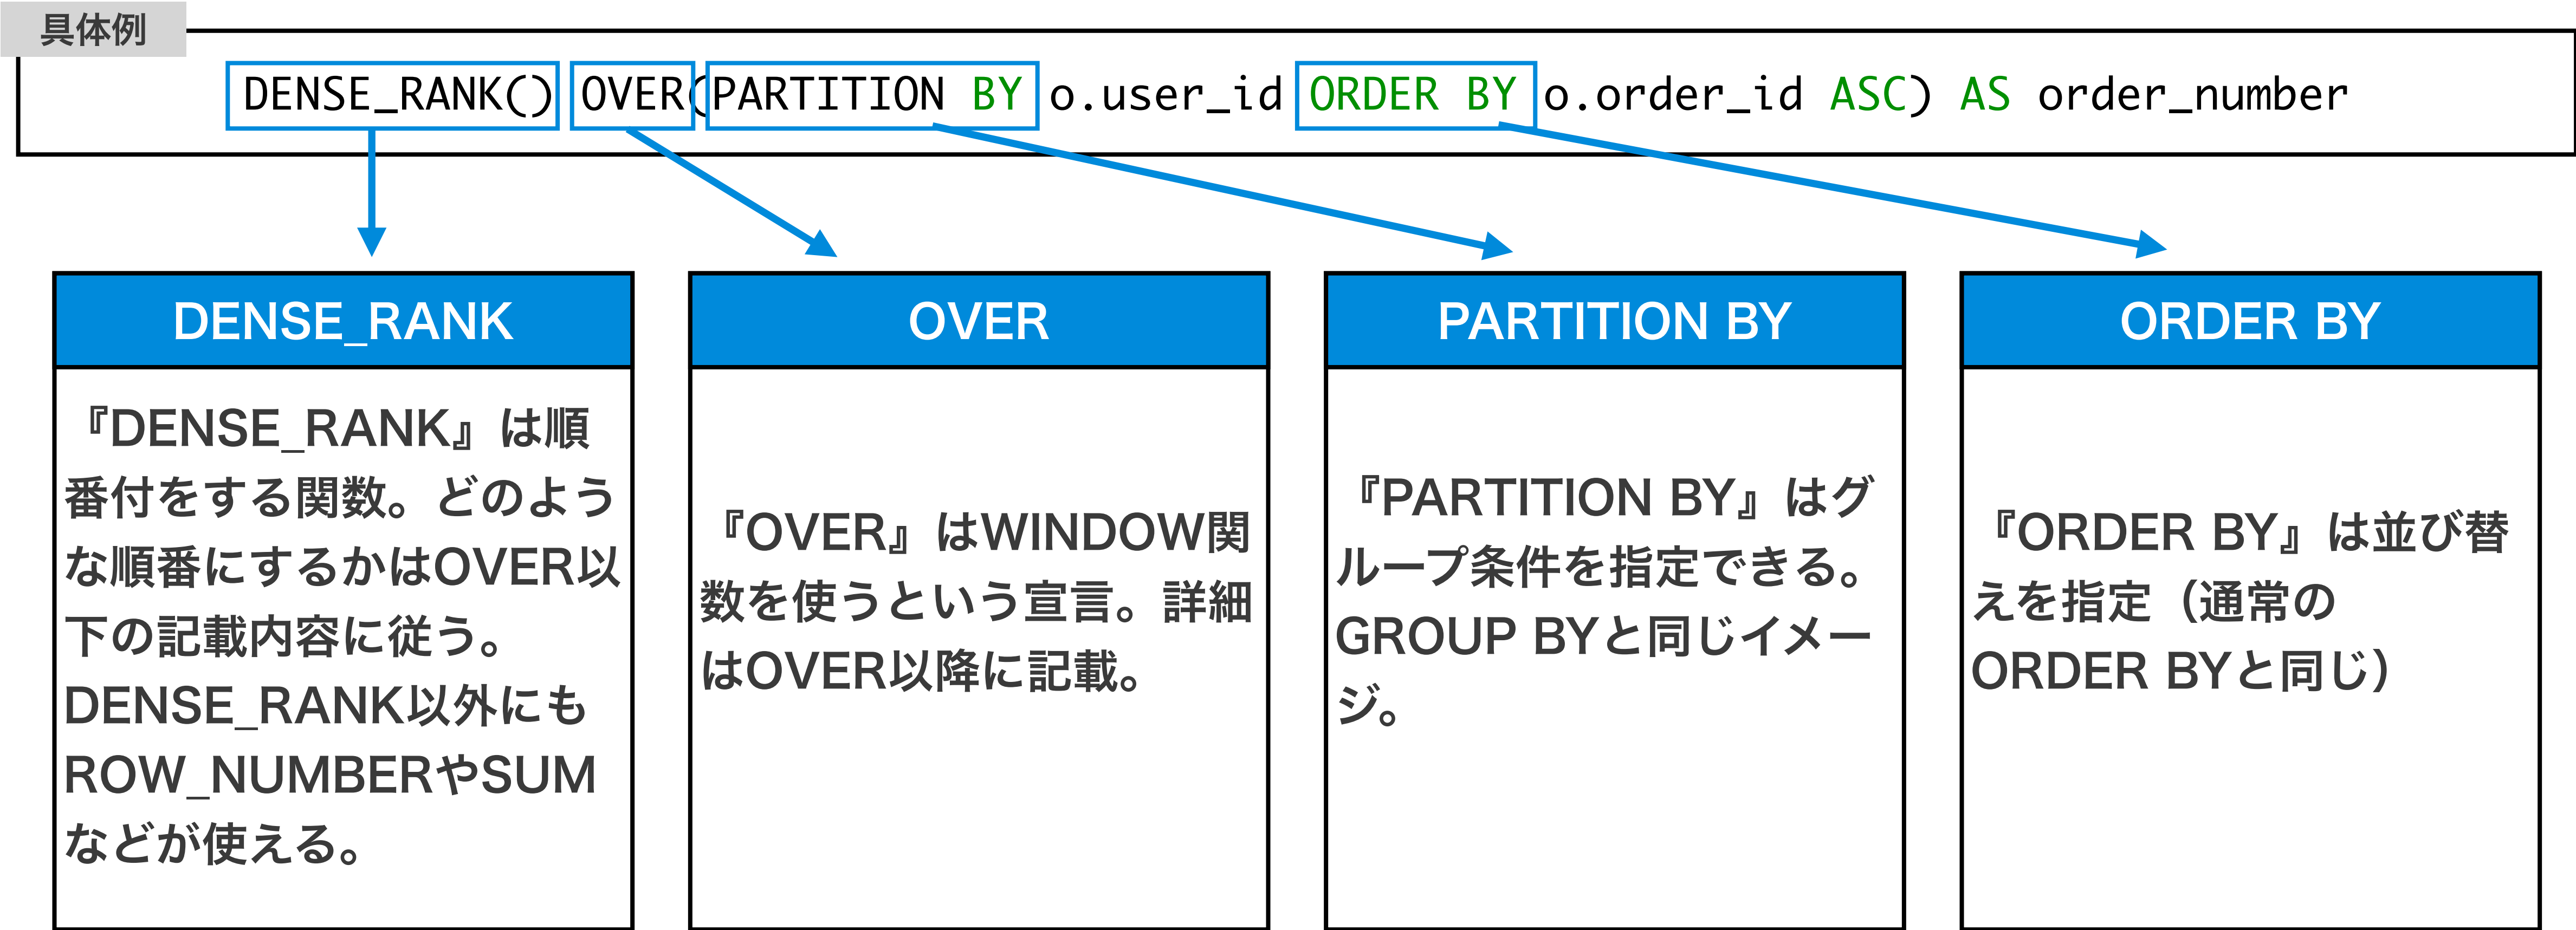 具体例
DENSE_RANK() OVER(PARTITION BY o.user_id ORDER BY o.order_id ASC) AS order_number
DENSE_RANK
『DENSE_RANK』は順
番付をする関数。どのよう
な順番にするかはOVER以
下の記載内容に従う。
DENSE_RANK以外にも
ROW_NUMBERやSUM
などが使える。
OVER
『OVER』はWINDOW関
数を使うという宣言。詳細
はOVER以降に記載。
PARTITION BY
『PARTITION BY』はグ
ループ条件を指定できる。
GROUP BYと同じイメー
ジ。
ORDER BY
『ORDER BY』は並び替
えを指定（通常の
ORDER BYと同じ）